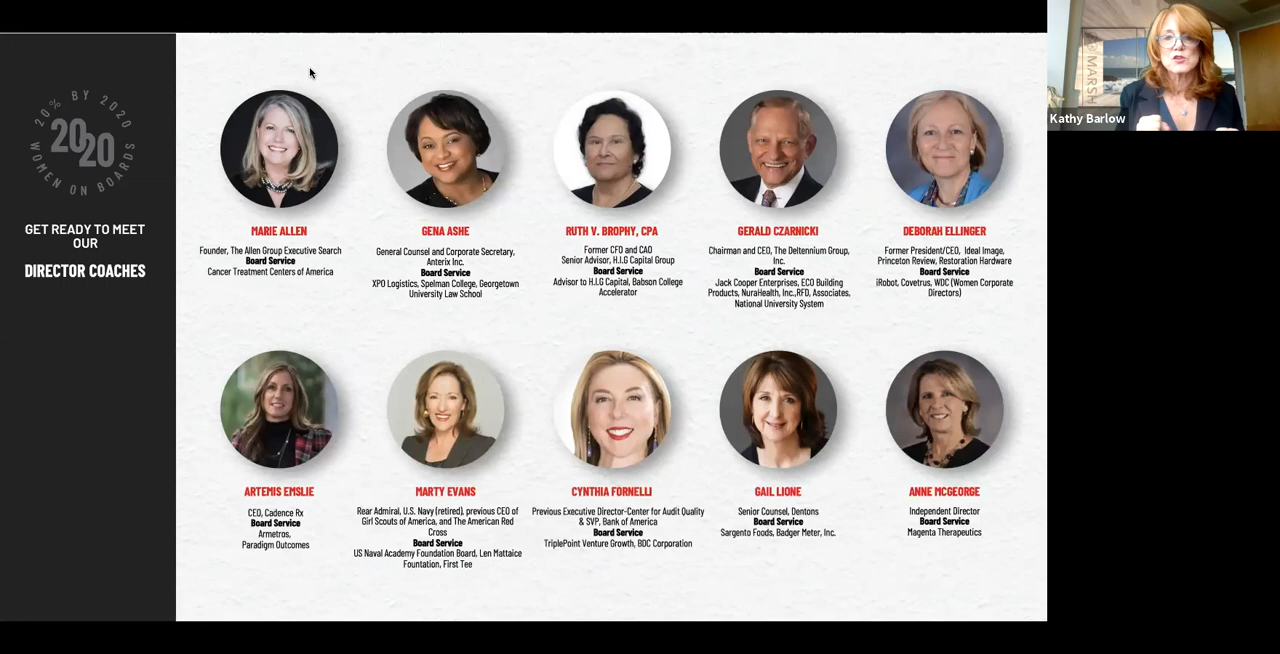 20% BY 2020
2020
WOMEN ON BOARDS
GET READY TO MEET
OUR
DIRECTOR COACHES
MARIE ALLEN
Founder, The Allen Group Executive Search
Board Service
Cancer Treatment Centers of America
GENA ASHE
General Counsel and Corporate Secretary,
Anterix Inc.
Board Service
XPO Logistics, Spelman College, Georgetown
University Law School
RUTH V. BROPHY, CPA
Former CFO and CAO
Senior Advisor, H.I.G Capital Group
Board Service
Advisor to H.I.G Capital, Babson College
Accelerator
GERALD CZARNICKI
Chairman and CEO, The Deltennium Group,
Inc.
Board Service
Jack Cooper Enterprises, ECO Building
Products, NuraHealth, Inc.,RFD, Associates,
National University System
DEBORAH ELLINGER
Former President/CEO, Ideal Image,
Princeton Review, Restoration Hardware
Board Service
iRobot, Covetrus, WDC (Women Corporate
Directors)
ARTEMIS EMSLIE
CEO, Cadence Rx
Board Service
Armetros,
Paradigm Outcomes
MARTY EVANS
Rear Admiral, U.S. Navy (retired), previous CEO of
Girl Scouts of America, and The American Red
Cross
Board Service
US Naval Academy Foundation Board, Len Mattaice
Fountation, First Tee
CYNTHIA FORNELLI
Previous Executive Director-Center for Audit Quality
& SVP, Bank of America
Board Service
TriplePoint Venture Growth, BDC Corporation
GAIL LIONE
Senior Counsel, Dentons
Board Service
Sargento Foods, Badger Meter, Inc.
ANNE MCGEORGE
Independent Director
Board Service
Magenta Therapeutics
MARSH
Kathy Barlow